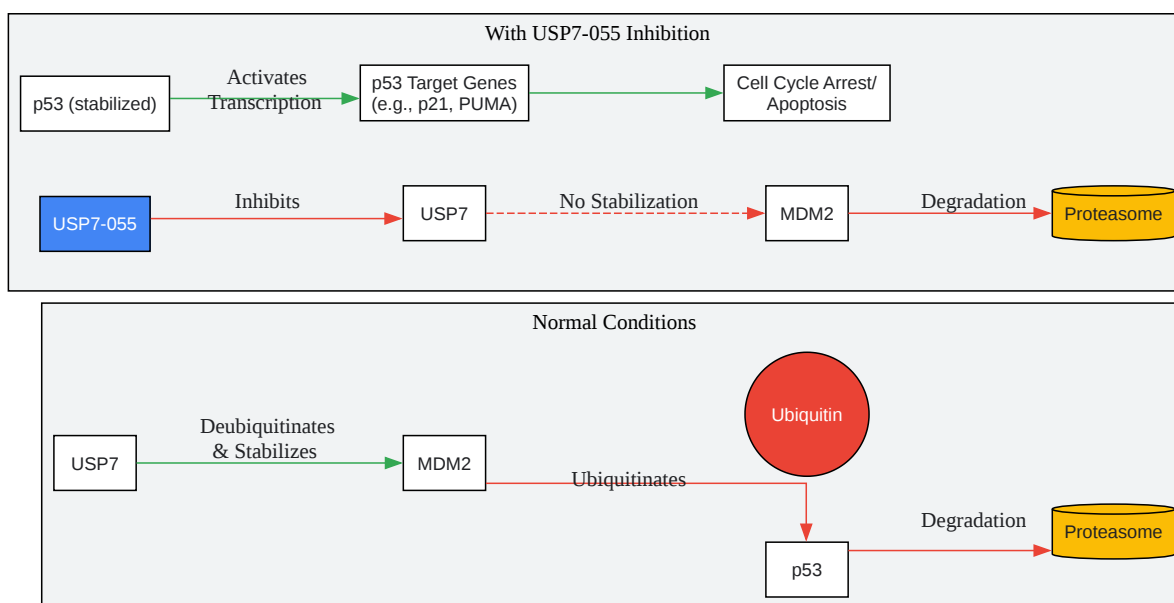 With USP7-055 Inhibition
p53 (stabilized)
Activates
Transcription
p53 Target Genes
(e.g., p21, PUMA)
Cell Cycle Arrest/
Apoptosis
USP7-055
Inhibits
USP7
No Stabilization
MDM2
Degradation
Proteasome
Normal Conditions
Ubiquitin
USP7
Deubiquitinates
& Stabilizes
MDM2
Ubiquitinates
p53
Degradation
Proteasome